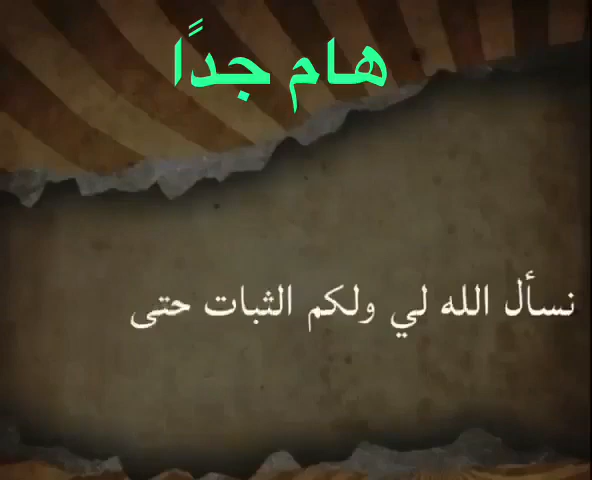 هام جدًا
نسأل الله لي ولكم الثبات حتى